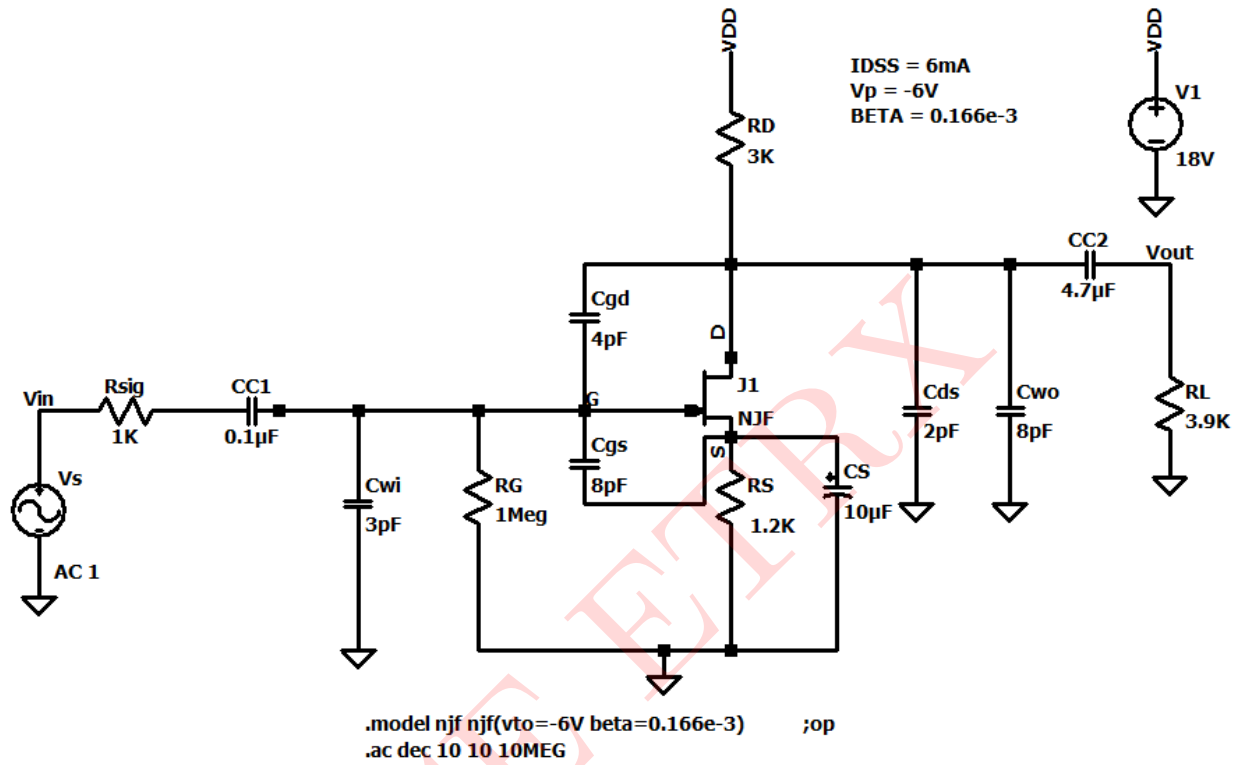 VDD
VDD
IDSS = 6mA
Vp = -6V
BETA = 0.166e-3
V1
18V
RD
3K
CC2
Vout
4.7µF
Cgd
4pF
D
J1
NJF
Rsig
CC1
Vin
1K
0.1µF
G
S
Cgs
8pF
Cds
2pF
Cwo
8pF
RL
3.9K
Vs
AC 1
Cwi
3pF
RG
1Meg
RS
1.2K
CS
10µF
E ETRX
.model njf njf(vto=-6V beta=0.166e-3)
;op
.ac dec 10 10 10MEG